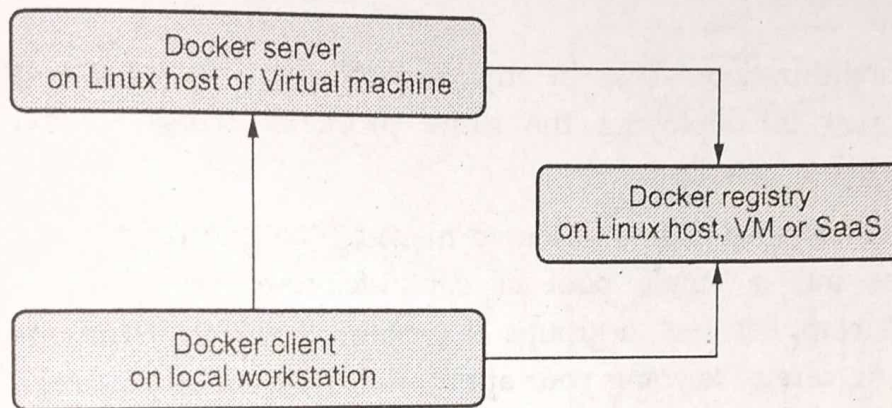 Docker server
on Linux host or Virtual machine
Docker registry
on Linux host, VM or SaaS
Docker client
on local workstation